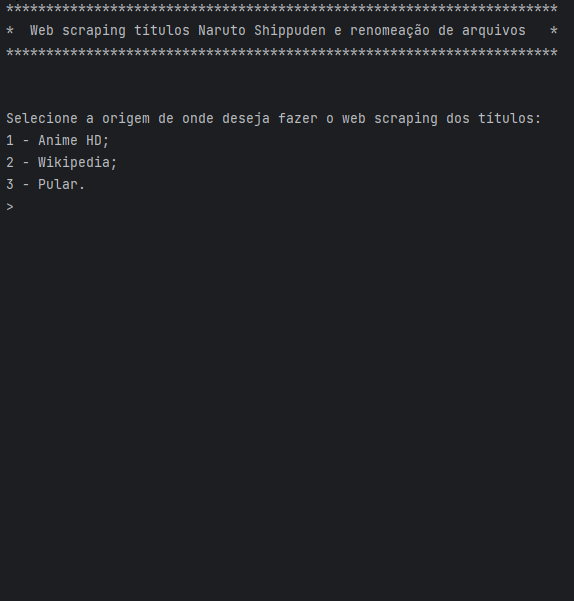 *********************************************************************
*  Web scraping títulos Naruto Shippuden e renomeação de arquivos   *
*********************************************************************
Selecione a origem de onde deseja fazer o web scraping dos títulos:
1 - Anime HD;
2 - Wikipedia;
3 - Pular.
>